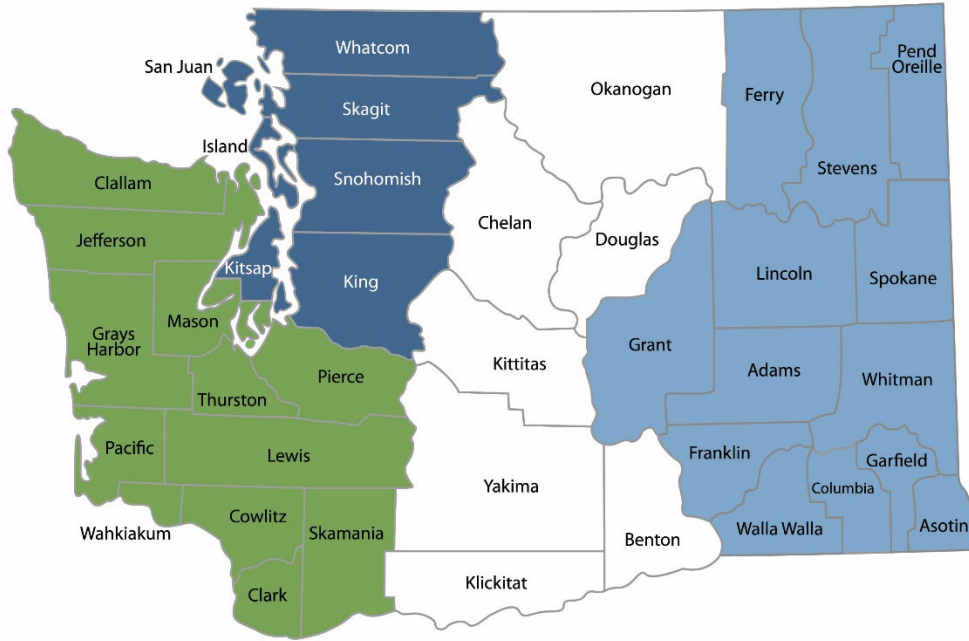 Whatcom
Pend
Oreille
San Juan
Okanogan
Ferry
Skagit
Island
Stevens
Clallam
Snohomish
Chelan
Jefferson
Douglas
Kitsap
King
Lincoln
Spokane
Mason
Grays
Harbor
Grant
Kittitas
Pierce
Adams
Whitman
Thurston
Pacific
Lewis
Franklin
Garfield
Yakima
Columbia
Cowlitz
Skamania
Wahkiakum
Walla Walla
Asotin
Benton
Klickitat
Clark